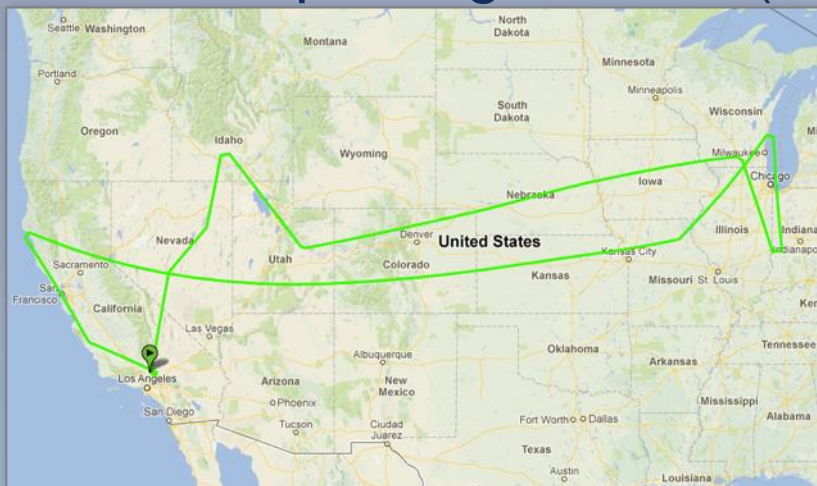 North
Dakota
Seattle
Washington
Montana
Minnesota
Portland
Minneapolis
South
Dakota
Wisconsin
Oregon
Idaho
Milwaukee
Wyoming
Chicago
Iowa
Nebraska
Nevada
Denver
United States
Illinois
Indiana
Indianapolis
Utah
Sacramento
Colorado
Kansas City
Kansas
Missouri
St. Louis
San
Francisco
California
Las Vegas
Tennessee
Oklahoma
Albuquerque
Arkansas
Los Angeles
Arizona
New
Mexico
Phoenix
Mississippi
San Diego
Alabama
Tucson
Ciudad
Juarez
Fort Worth
Dallas
Texas
Austin
Louisiana